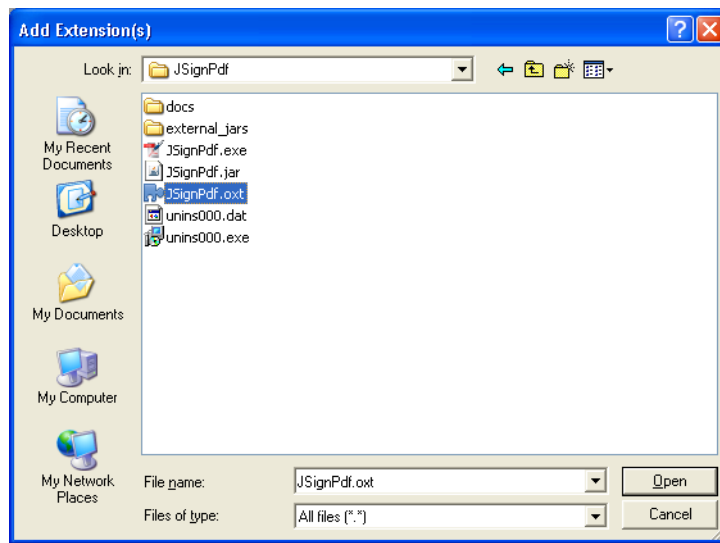 Add Extension(s)
Look in: JSignPdf
My Recent
Documents
Desktop
My Documents
My Computer
My Network
Places
docs
external_jars
JSignPdf.exe
JSignPdf.jar
JSignPdf.oxt
unins000.dat
unins000.exe
File name: JSignPdf.oxt Open
Files of type: All files (*.*) Cancel